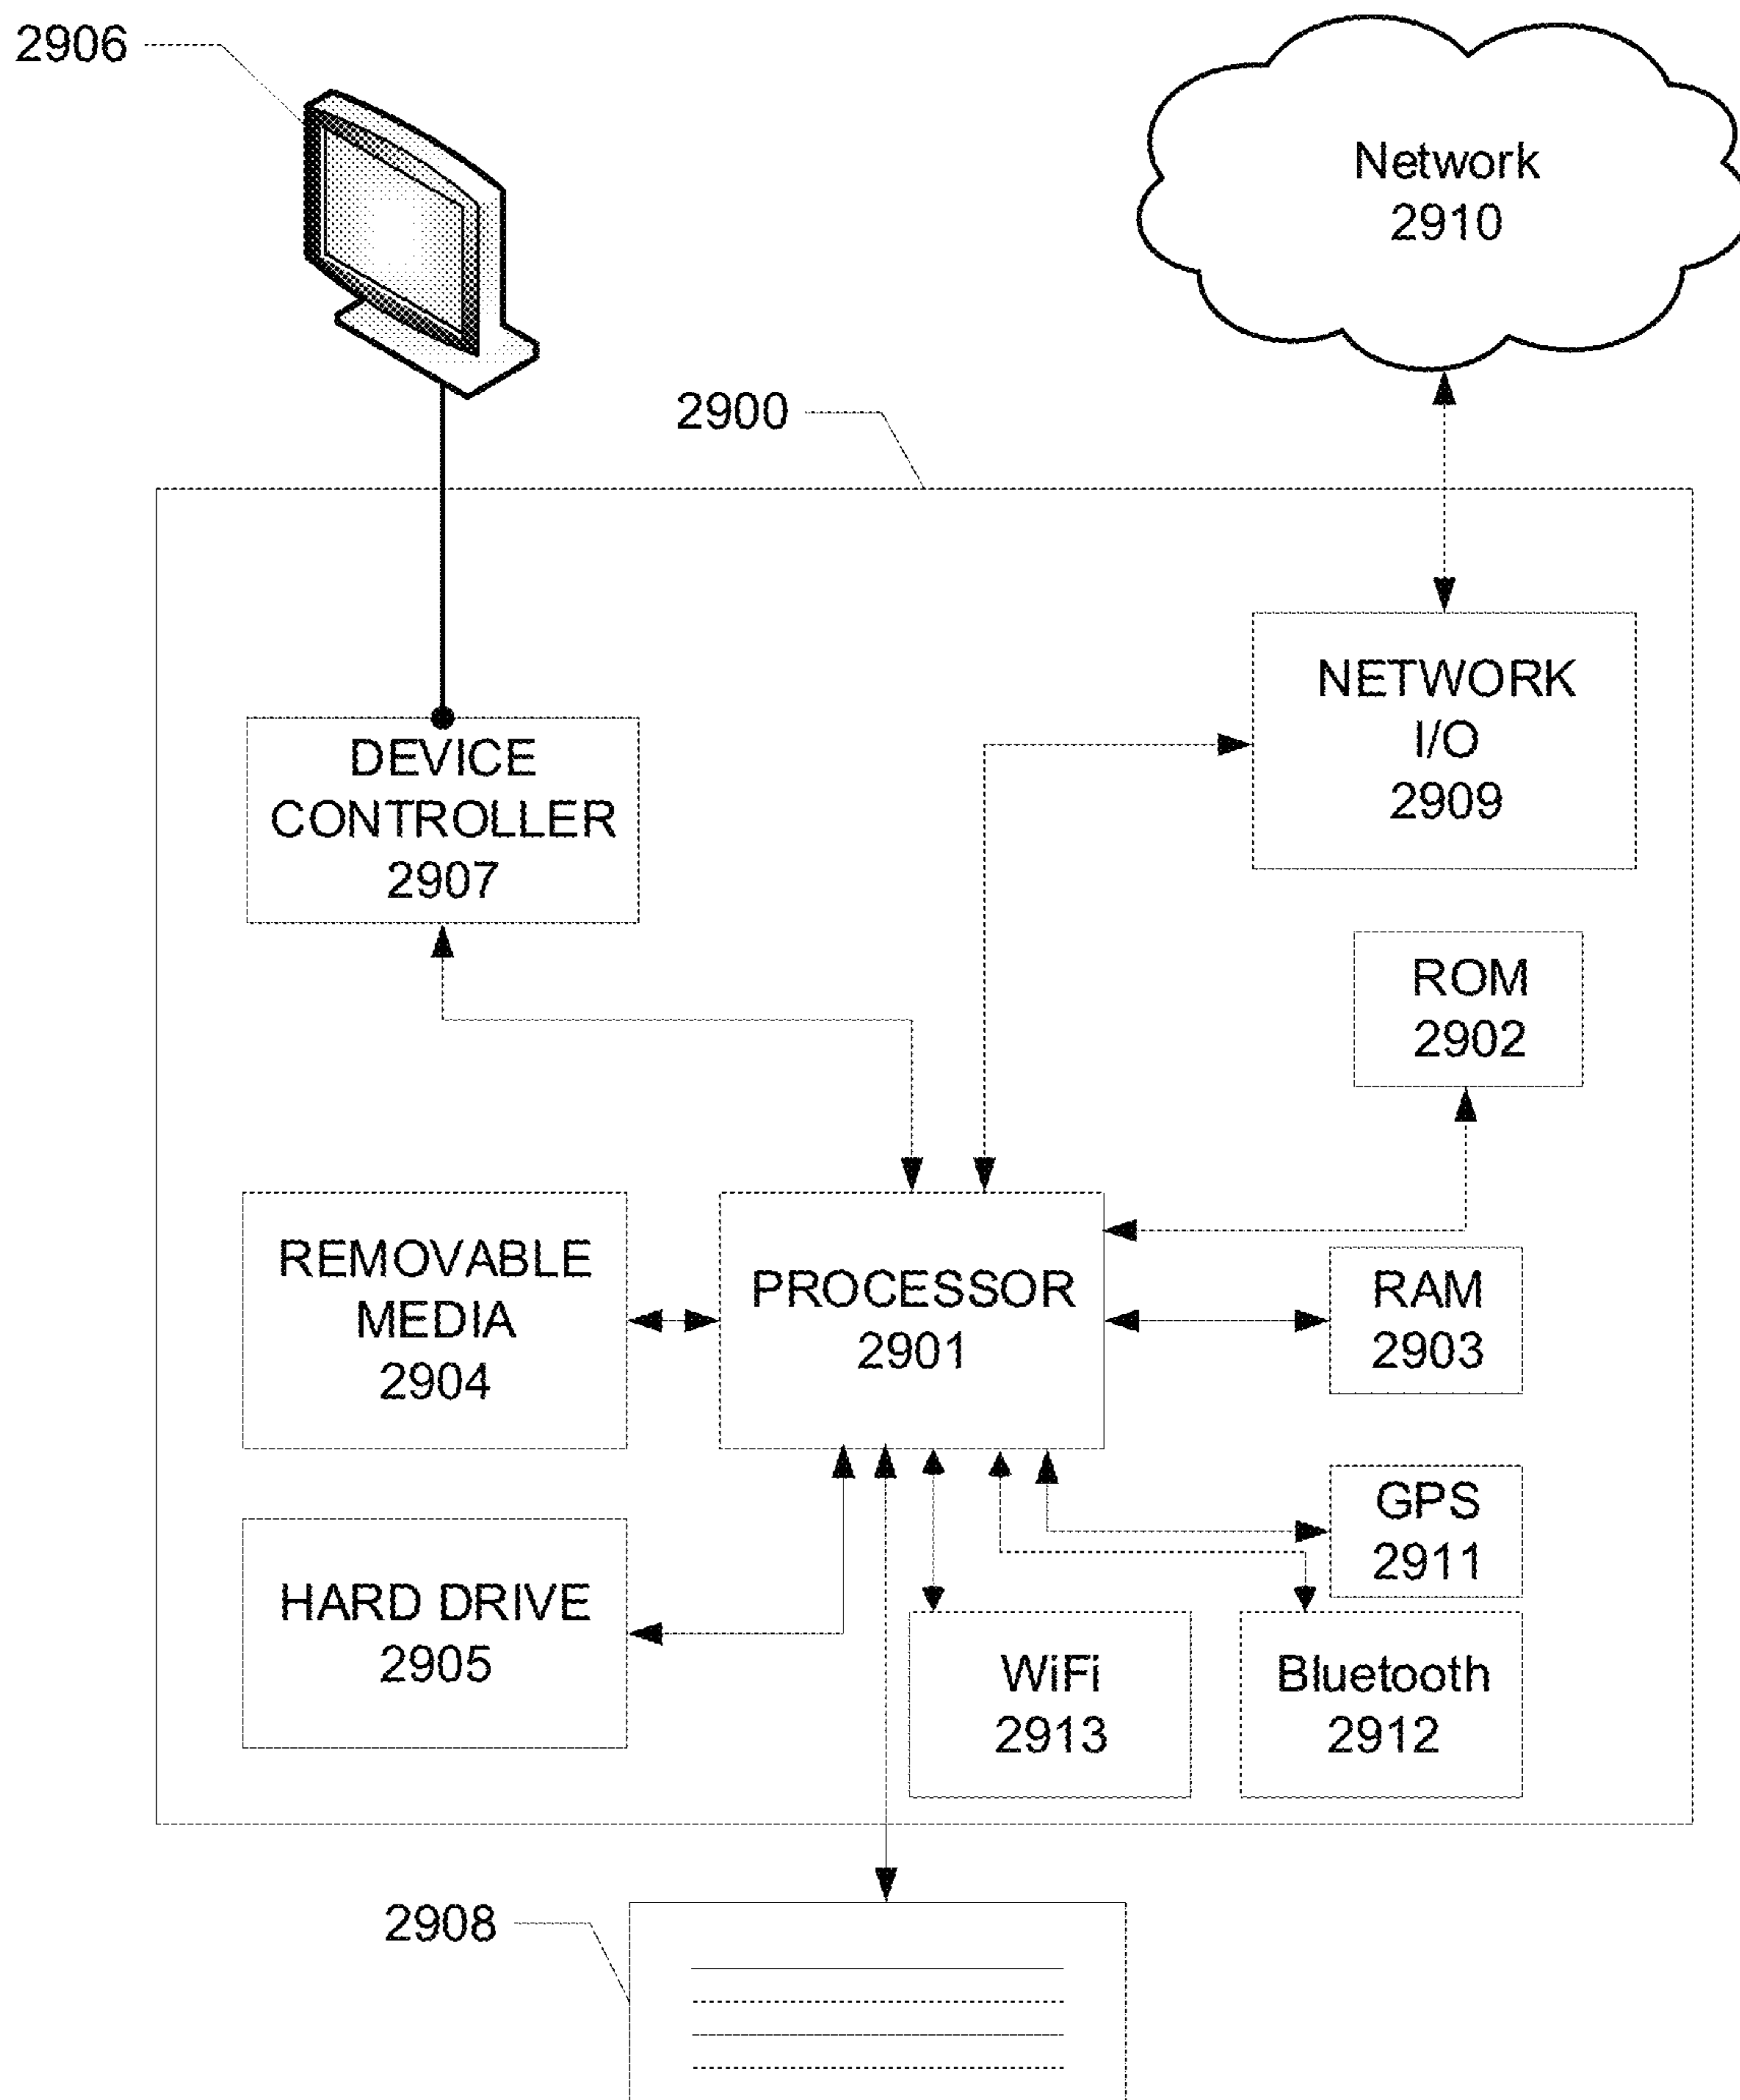 2906
Network
2910
2900
NETWORK
I/O
2909
DEVICE
CONTROLLER
2907
ROM
2902
REMOVABLE
MEDIA
2904
PROCESSOR
2901
RAM
2903
GPS
2911
HARD DRIVE
2905
WiFi
2913
Bluetooth
2912
2908